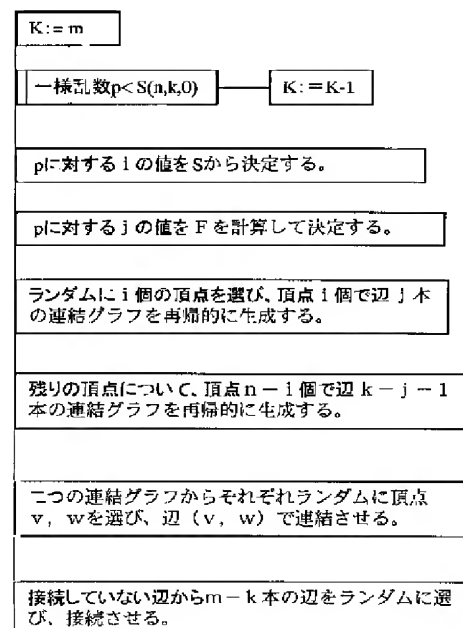 K:= m
一様乱数p< S(n,k,0)
K:=K-1
pに対するiの値をSから決定する。
pに対するjの値をFを計算して決定する。
ランダムにi個の頂点を選び、頂点i個で辺j本
の連結グラフを再帰的に生成する。
残りの頂点について、頂点n-i個で辺k-j-1
本の連結グラフを再帰的に生成する。
二つの連結グラフからそれぞれランダムに頂点
v，wを選び、辺（v，w）で連結させる。
接続していない辺からm-k本の辺をランダムに選
び、接続させる。